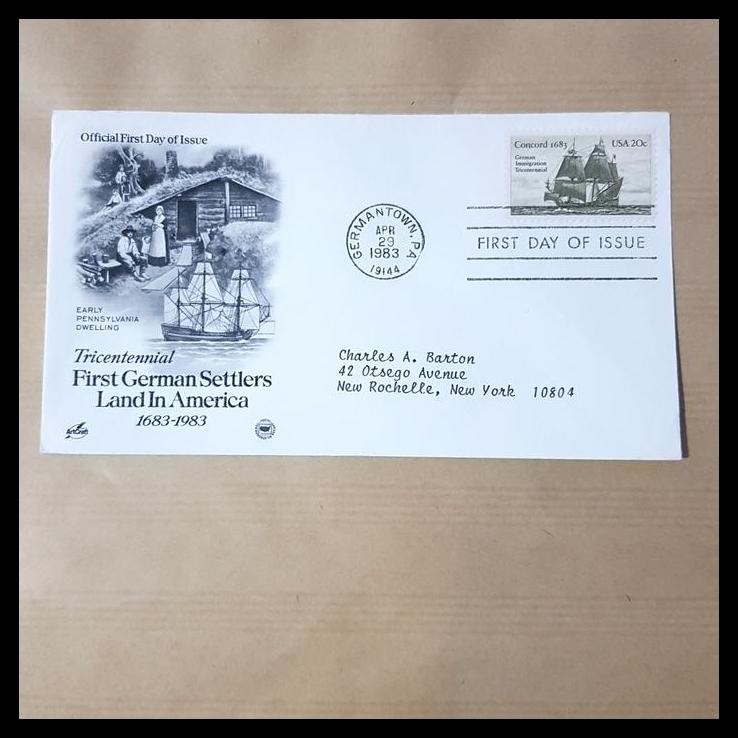 Official First Day of Issue
EARLY
PENNSYLVANIA
DWELLING
Tricentennial
First German Settlers
Land In America
1683-1983
ArtCraft
GERMANTOWN, PA
APR
29
1983
19144
Concord 1683
USA 20c
German
Immigration
Tricentennial
FIRST DAY OF ISSUE
Charles A. Barton
42 Otsego Avenue
New Rochelle, New York 10804